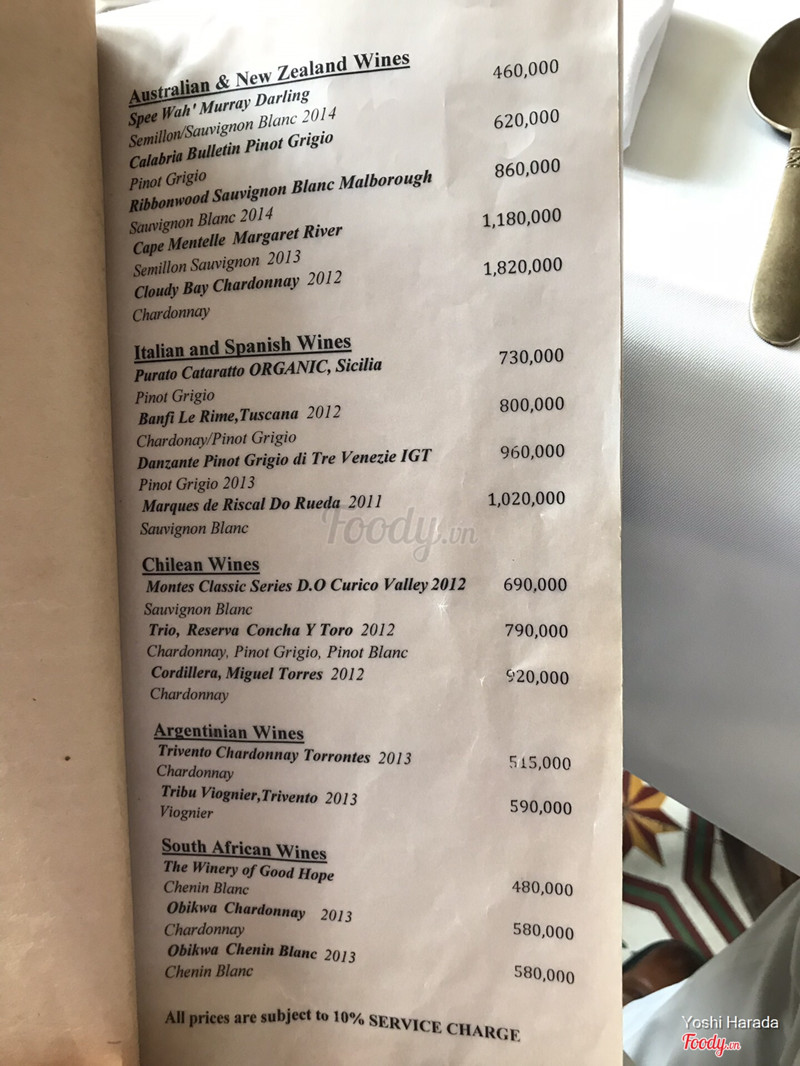 Australian & New Zealand Wines
Spee Wah' Murray Darling 460,000
Semillon/Sauvignon Blanc 2014
Calabria Bulletin Pinot Grigio 620,000
Pinot Grigio
Ribbonwood Sauvignon Blanc Malborough 860,000
Sauvignon Blanc 2014
Cape Mentelle Margaret River 1,180,000
Semillon Sauvignon 2013
Cloudy Bay Chardonnay 2012 1,820,000
Chardonnay
Italian and Spanish Wines
Purato Cataratto ORGANIC, Sicilia 730,000
Pinot Grigio
Banfi Le Rime,Tuscana 2012 800,000
Chardonay/Pinot Grigio
Danzante Pinot Grigio di Tre Venezie IGT 960,000
Pinot Grigio 2013
Marques de Riscal Do Rueda 2011 1,020,000
Sauvignon Blanc
Foody.vn
Chilean Wines
Montes Classic Series D.O Curico Valley 2012 690,000
Sauvignon Blanc
Trio, Reserva Concha Y Toro 2012 790,000
Chardonnay, Pinot Grigio, Pinot Blanc
Cordillera, Miguel Torres 2012 920,000
Chardonnay
Argentinian Wines
Trivento Chardonnay Torrontes 2013 515,000
Chardonnay
Tribu Viognier,Trivento 2013 590,000
Viognier
South African Wines
The Winery of Good Hope
Chenin Blanc 480,000
Obikwa Chardonnay 2013
Chardonnay 580,000
Obikwa Chenin Blanc 2013
Chenin Blanc 580,000
All prices are subject to 10% SERVICE CHARGE
Yoshi Harada
Foody.vn